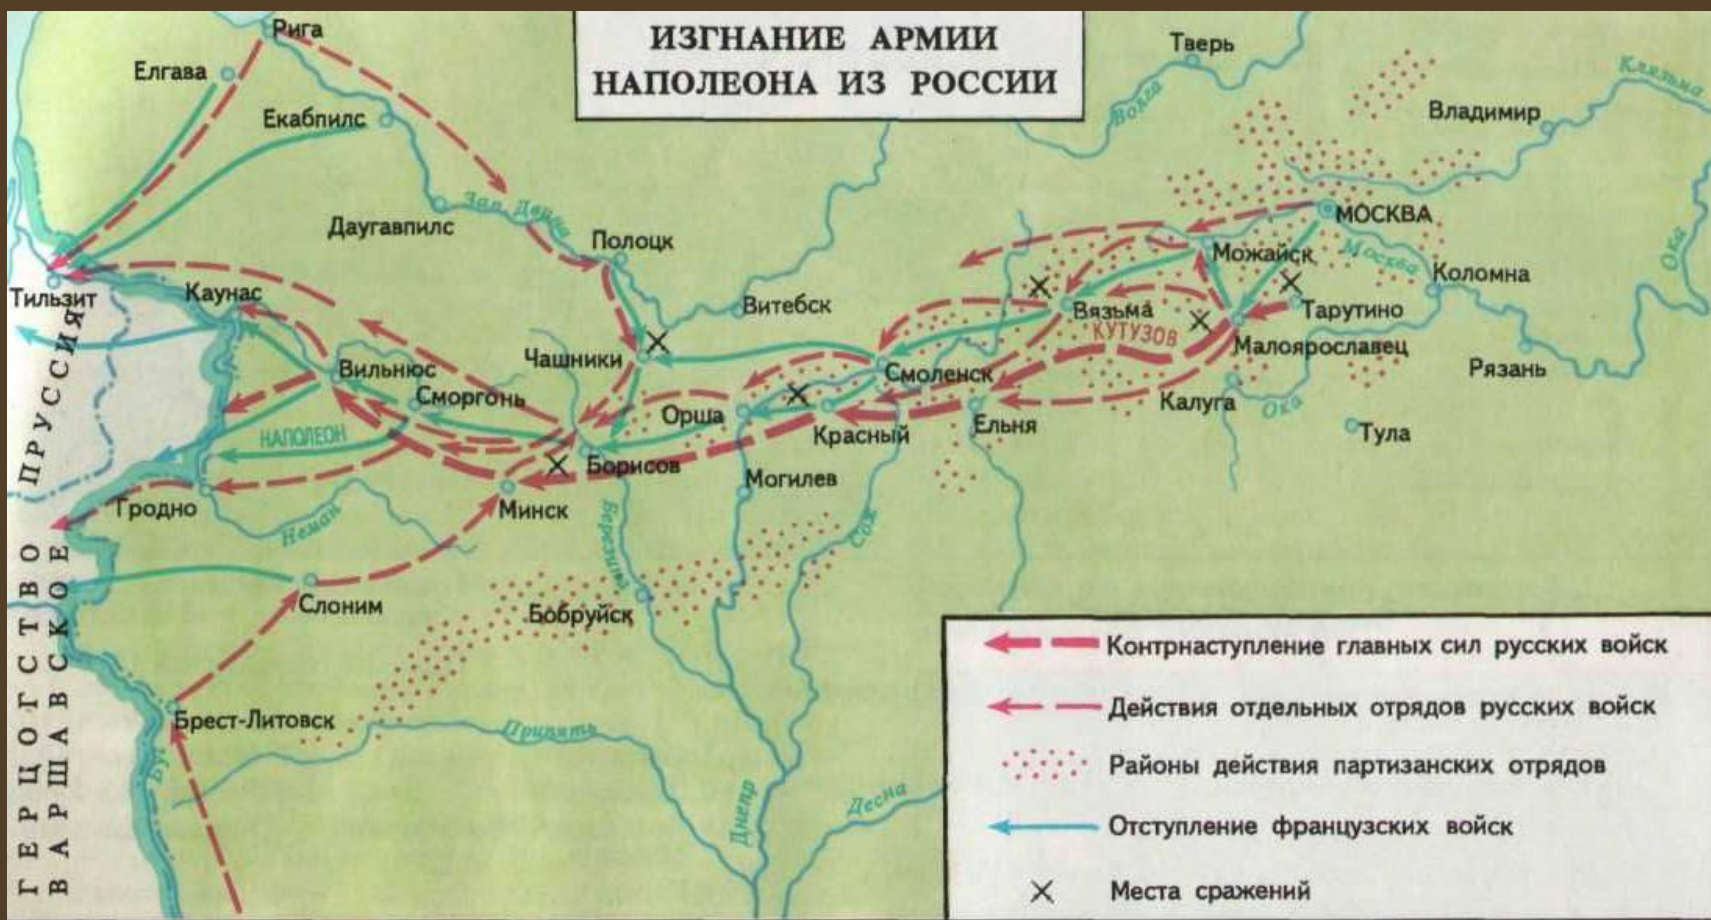 ИЗГНАНИЕ АРМИИ
НАПОЛЕОНА ИЗ РОССИИ
Рига
Елгава
Екабпилс
Даугавпилс
Зап. Двина
Полоцк
Тверь
Волга
Владимир
Клязьма
МОСКВА
Можайск
Москва
Коломна
Ока
Тильзит
Каунас
Витебск
Вязьма
Тарутино
КУТУЗОВ
Малоярославец
Рязань
Чашники
Вильнюс
Смоленск
Сморгонь
Орша
Красный
Ельня
Калуга
Ока
Тула
НАПОЛЕОН
Борисов
Могилев
Гродно
Неман
Минск
Березина
Сож
Слоним
Бобруйск
Брест-Литовск
Буг
Припять
Днепр
Десна
ПРУССИЯ
ГЕРЦОГСТВО
ВАРШАВСКОЕ
Контрнаступление главных сил русских войск
Действия отдельных отрядов русских войск
Районы действия партизанских отрядов
Отступление французских войск
Места сражений